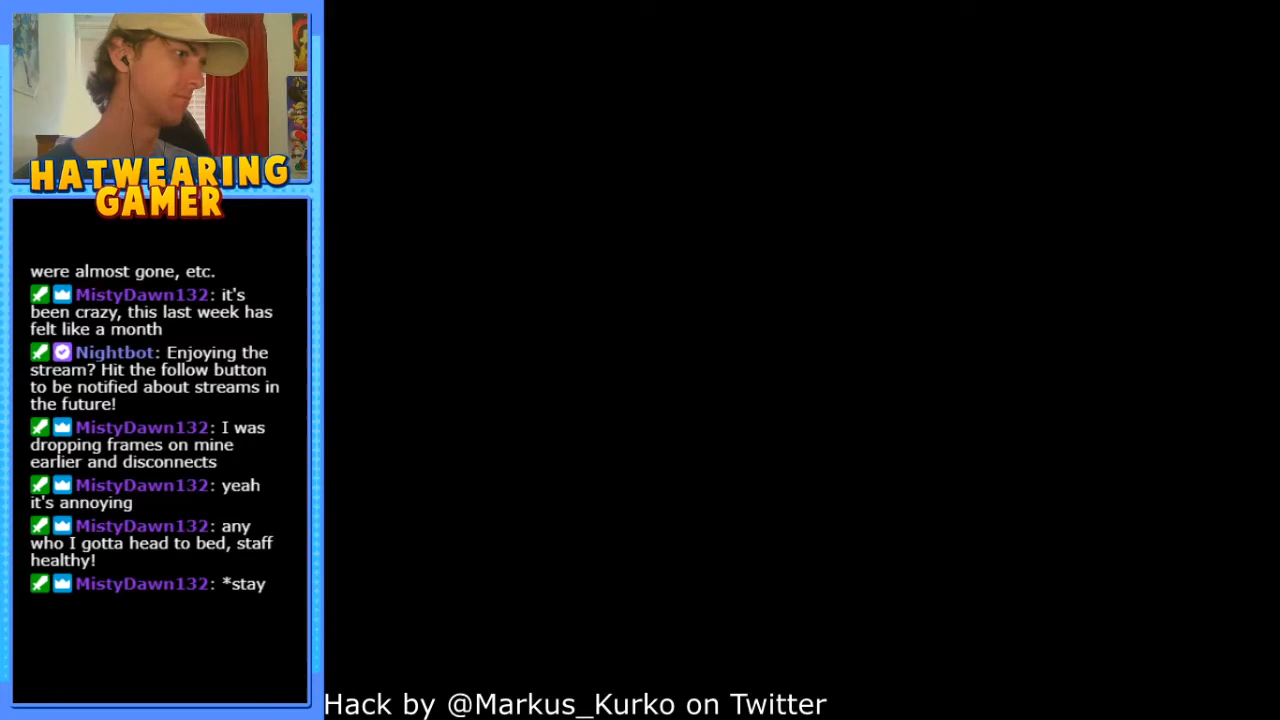 HATWEARING
GAMER
were almost gone, etc.
MistyDawn132: it's
been crazy, this last week has
felt like a month
Nightbot: Enjoying the
stream? Hit the follow button
to be notified about streams in
the future!
MistyDawn132: I was
dropping frames on mine
earlier and disconnects
MistyDawn132: yeah
it's annoying
MistyDawn132: any
who I gotta head to bed, staff
healthy!
MistyDawn132: *stay
Hack by @Markus_Kurko on Twitter